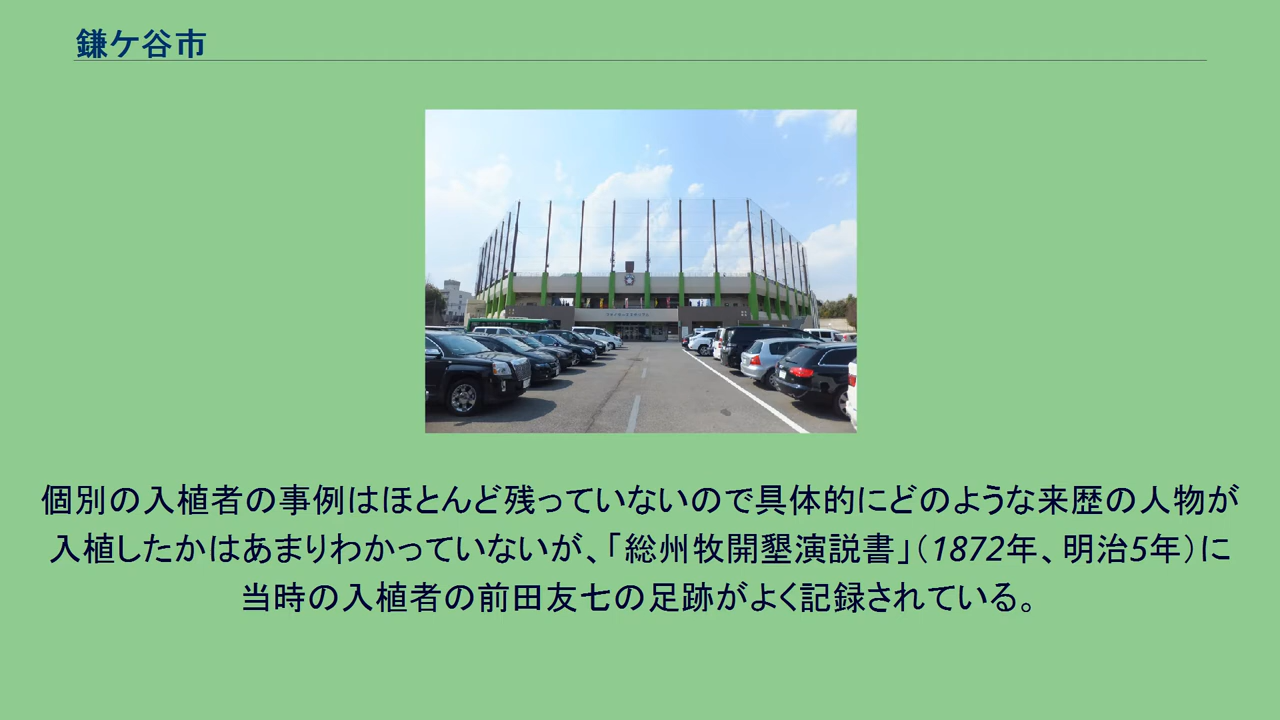 鎌ケ谷市
個別の入植者の事例はほとんど残っていないので具体的にどのような来歴の人物が
入植したかはあまりわかっていないが、「総州牧開墾演説書」（1872年、明治5年）に
当時の入植者の前田友七の足跡がよく記録されている。